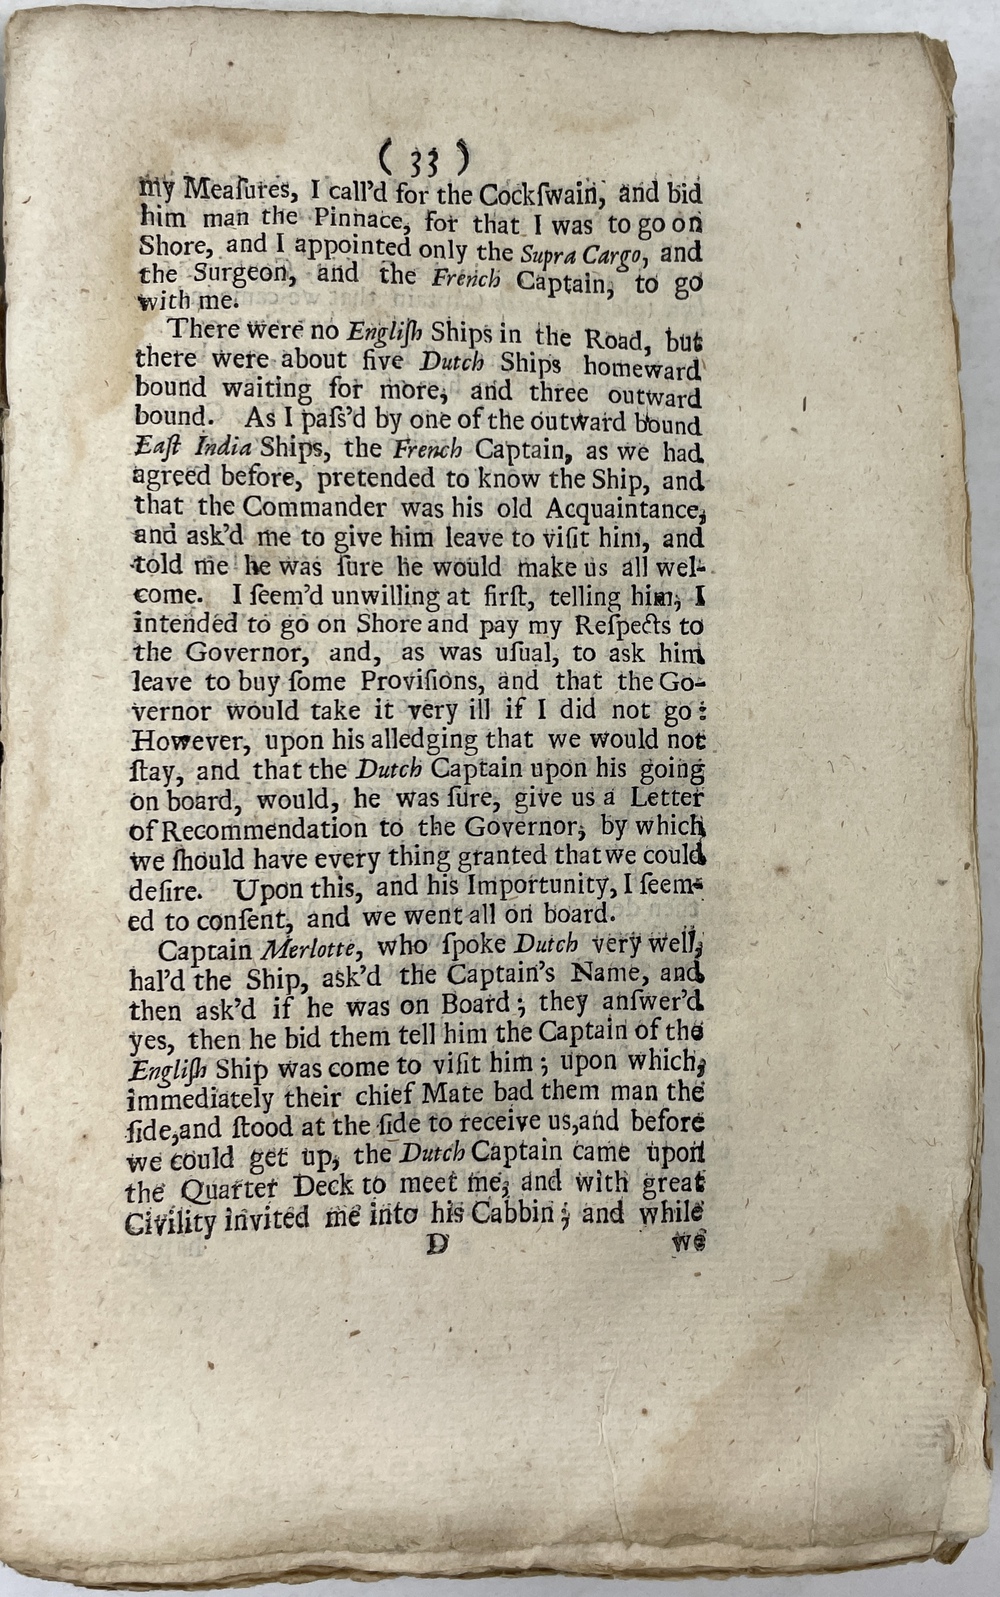 ( 33 )
my Meaſures, I call'd for the Cockſwain, and bid
him man the Pinnace, for that I was to go on
Shore, and I appointed only the Supra Cargo, and
the Surgeon, and the French Captain, to go
with me.
There were no Engliſh Ships in the Road, but
there were about five Dutch Ships homeward
bound waiting for more, and three outward
bound. As I paſs'd by one of the outward bound
Eaſt India Ships, the French Captain, as we had
agreed before, pretended to know the Ship, and
that the Commander was his old Acquaintance,
and ask'd me to give him leave to viſit him, and
told me he was ſure he would make us all wel-
come. I ſeem'd unwilling at firſt, telling him, I
intended to go on Shore and pay my Reſpects to
the Governor, and, as was uſual, to ask him
leave to buy ſome Proviſions, and that the Go-
vernor would take it very ill if I did not go:
However, upon his alledging that we would not
ſtay, and that the Dutch Captain upon his going
on board, would, he was ſure, give us a Letter
of Recommendation to the Governor, by which
we ſhould have every thing granted that we could
deſire. Upon this, and his Importunity, I ſeem-
ed to conſent, and we went all on board.
Captain Merlotte, who ſpoke Dutch very well,
hal'd the Ship, ask'd the Captain's Name, and
then ask'd if he was on Board; they anſwer'd
yes, then he bid them tell him the Captain of the
Engliſh Ship was come to viſit him; upon which,
immediately their chief Mate bad them man the
ſide,and ſtood at the ſide to receive us,and before
we could get up, the Dutch Captain came upon
the Quarter Deck to meet me, and with great
Civility invited me into his Cabbin; and while
D we